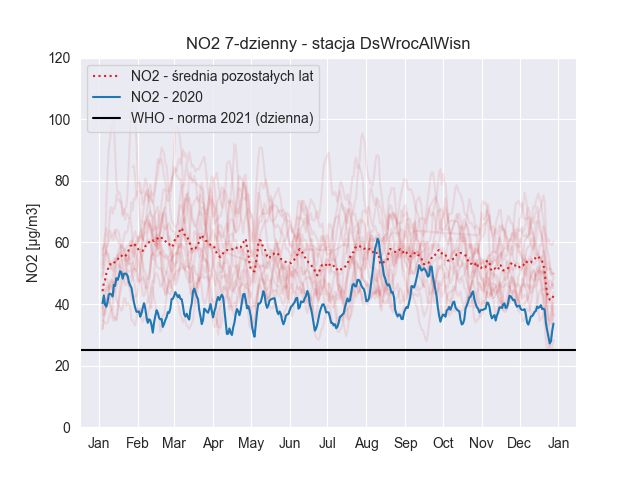 NO2 7-dzienny - stacja DsWrocAlWisn
NO2 - średnia pozostałych lat
NO2 - 2020
WHO - norma 2021 (dzienna)
NO2 [µg/m3]
120
100
80
60
40
20
0
Jan Feb Mar Apr May Jun Jul Aug Sep Oct Nov Dec Jan